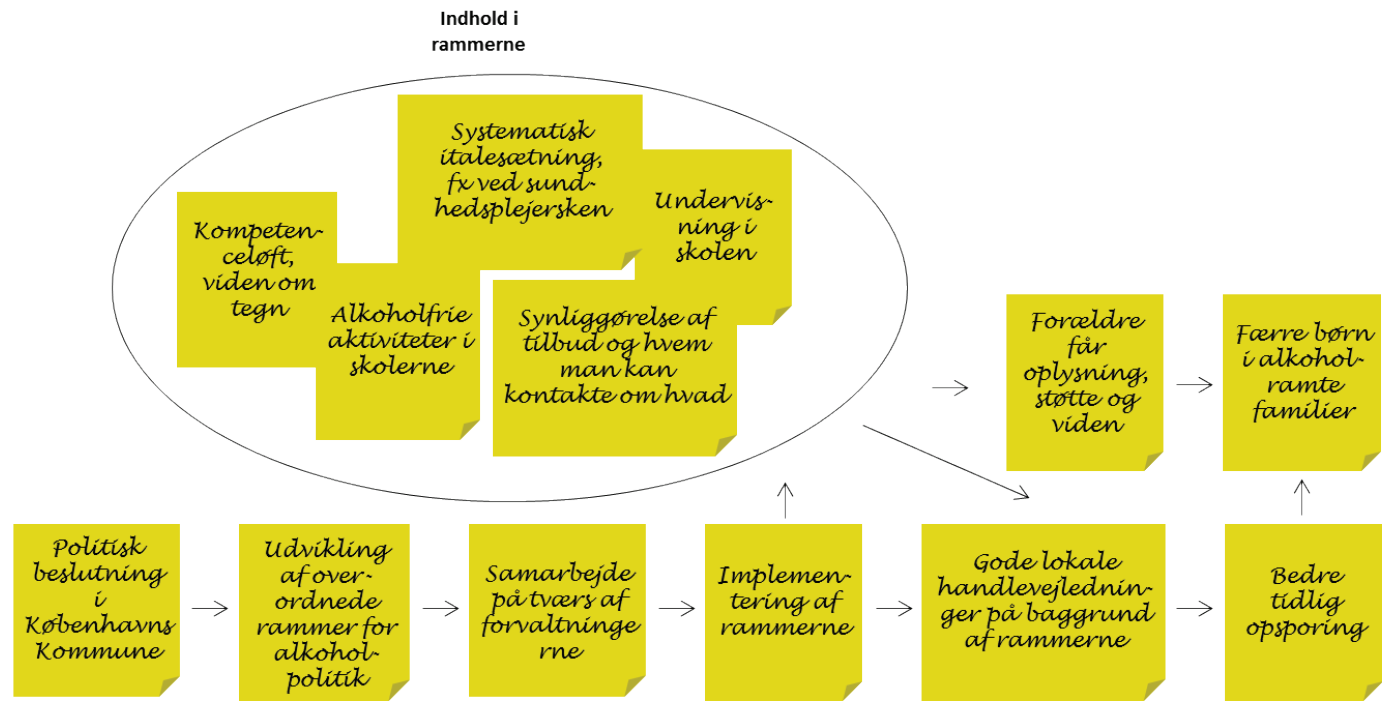 Indhold i
rammerne
Systematisk
italesætning,
fx ved sund-
hedsplejersken
Undervis-
ning i
skolen
Kompeten-
celøft,
viden om
tegn
Alkoholfrie
aktiviteter i
skolerne
Synliggørelse af
tilbud og hvem
man kan
kontakte om hvad
Forældre
får
oplysning,
støtte og
viden
Færre børn
i alkohol-
ramte
familier
Politisk
beslutning
i
Københavns
Kommune
Udvikling
af over-
ordnede
rammer for
alkohol-
politik
Samarbejde
på tværs af
forvaltninge
rne
Implemen-
tering af
rammerne
Gode lokale
handlevejlednin-
ger på baggrund
af rammerne
Bedre
tidlig
opsporing